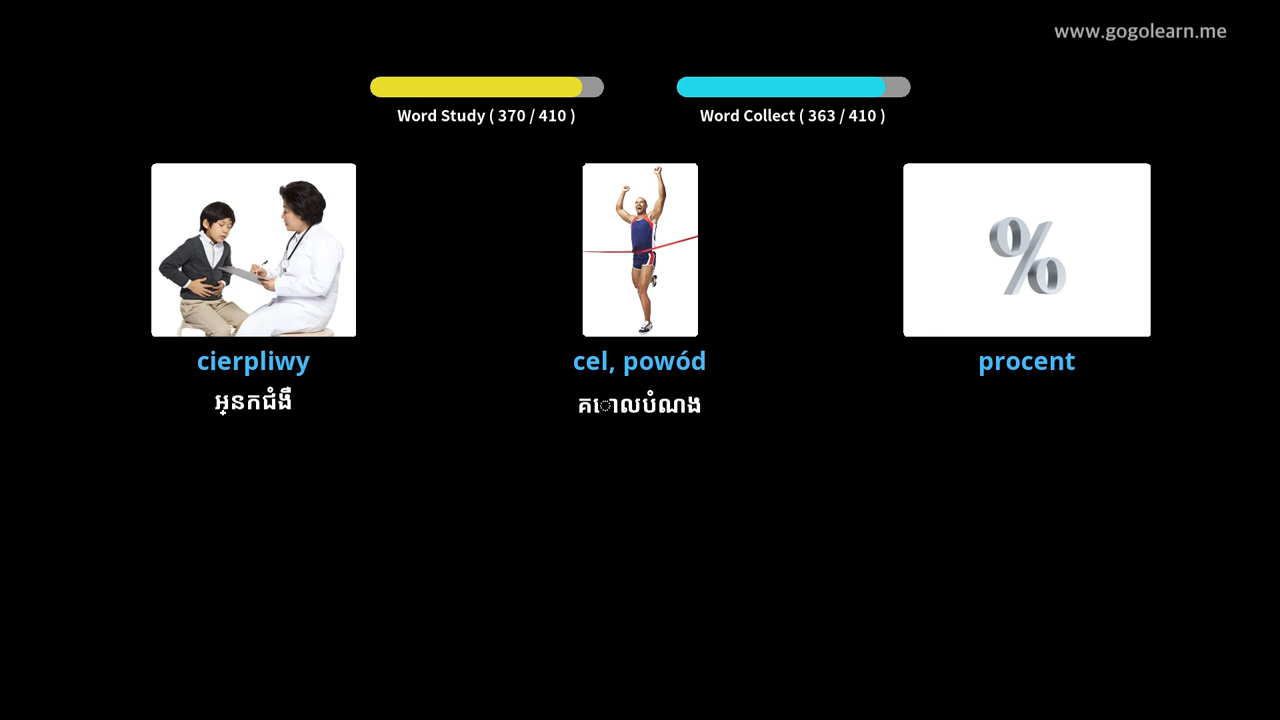 www.gogolearn.me
Word Study ( 370 / 410 )
Word Collect ( 363 / 410 )
cierpliwy
cel, powód
procent
អ្នកជំងឺ
គោលបំណង